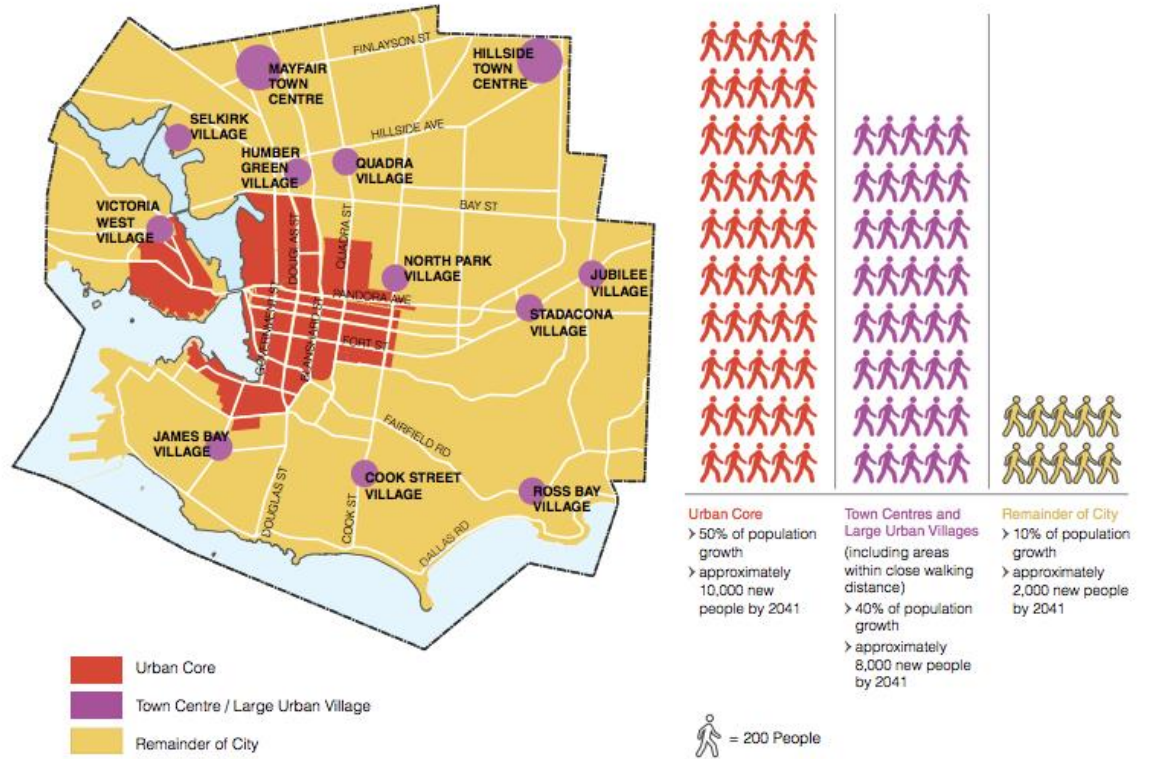 FINLAYSON ST
MAYFAIR
TOWN
CENTRE
HILLSIDE
TOWN
CENTRE
SELKIRK
VILLAGE
HILLSIDE AVE
HUMBER
GREEN
VILLAGE
QUADRA
VILLAGE
VICTORIA
WEST
VILLAGE
BAY ST
DOUGLAS ST
QUADRA ST
NORTH PARK
VILLAGE
JUBILEE
VILLAGE
PANDORA AVE
STADACONA
VILLAGE
GOVERNMENT ST
BLANSHARD ST
FORT ST
FAIRFIELD RD
JAMES BAY
VILLAGE
COOK STREET
VILLAGE
ROSS BAY
VILLAGE
DOUGLAS ST
COOK ST
DALLAS RD
Urban Core
Town Centre / Large Urban Village
Remainder of City
Urban Core
> 50% of population
growth
> approximately
10,000 new
people by 2041
Town Centres and
Large Urban Villages
(including areas
within close walking
distance)
> 40% of population
growth
> approximately
8,000 new people
by 2041
Remainder of City
> 10% of population
growth
> approximately
2,000 new people
by 2041
= 200 People